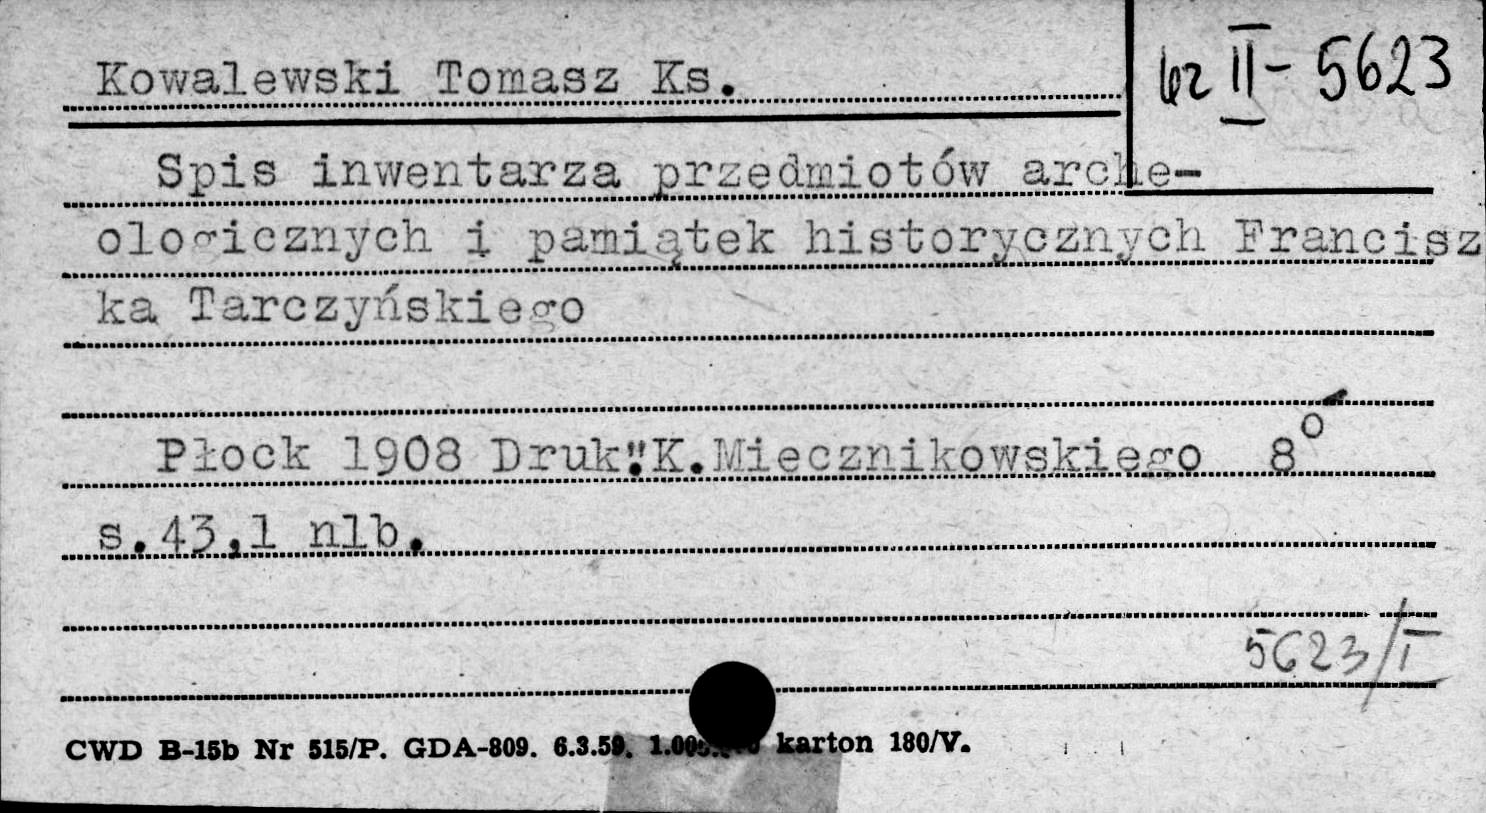 Kowalewski Tomasz Ks.
II - 5623
Spis inwentarza przedmiotów arche-
ologicznych i pamiątek historycznych Francisz
ka Tarczyńskiego
Płock 1908 Druk."K.Miecznikowskiego 8°
s.43,1 nlb.
5623/I
CWD B-15b Nr 515/P. GDA-809. 6.3.59. karton 180/V.